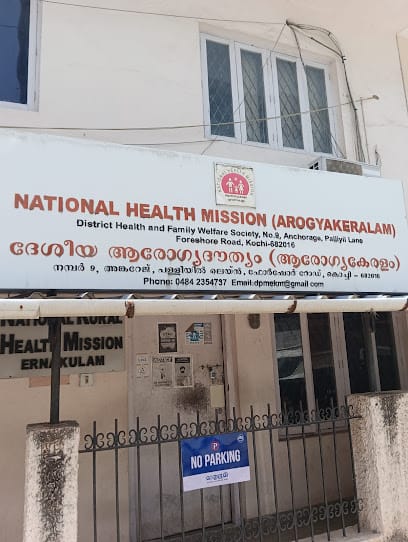 NATIONAL HEALTH MISSION (AROGYAKERALAM)
District Health and Family Welfare Society, No.9, Anchorage, Palliyil Lane
Foreshore Road, Kochi-682016
ദേശീയ ആരോഗ്യദൗത്യം (ആരോഗ്യകേരളം)
നമ്പർ 9, അങ്കറേജ്, പള്ളിയിൽ ലെയിൻ, ഫോർഷോർ റോഡ്, കൊച്ചി - 682016
Phone: 0484 2354737 Email:dpmekm@gmail.com
NATIONAL RURAL
HEALTH MISSION
ERNAKULAM
P
NO PARKING